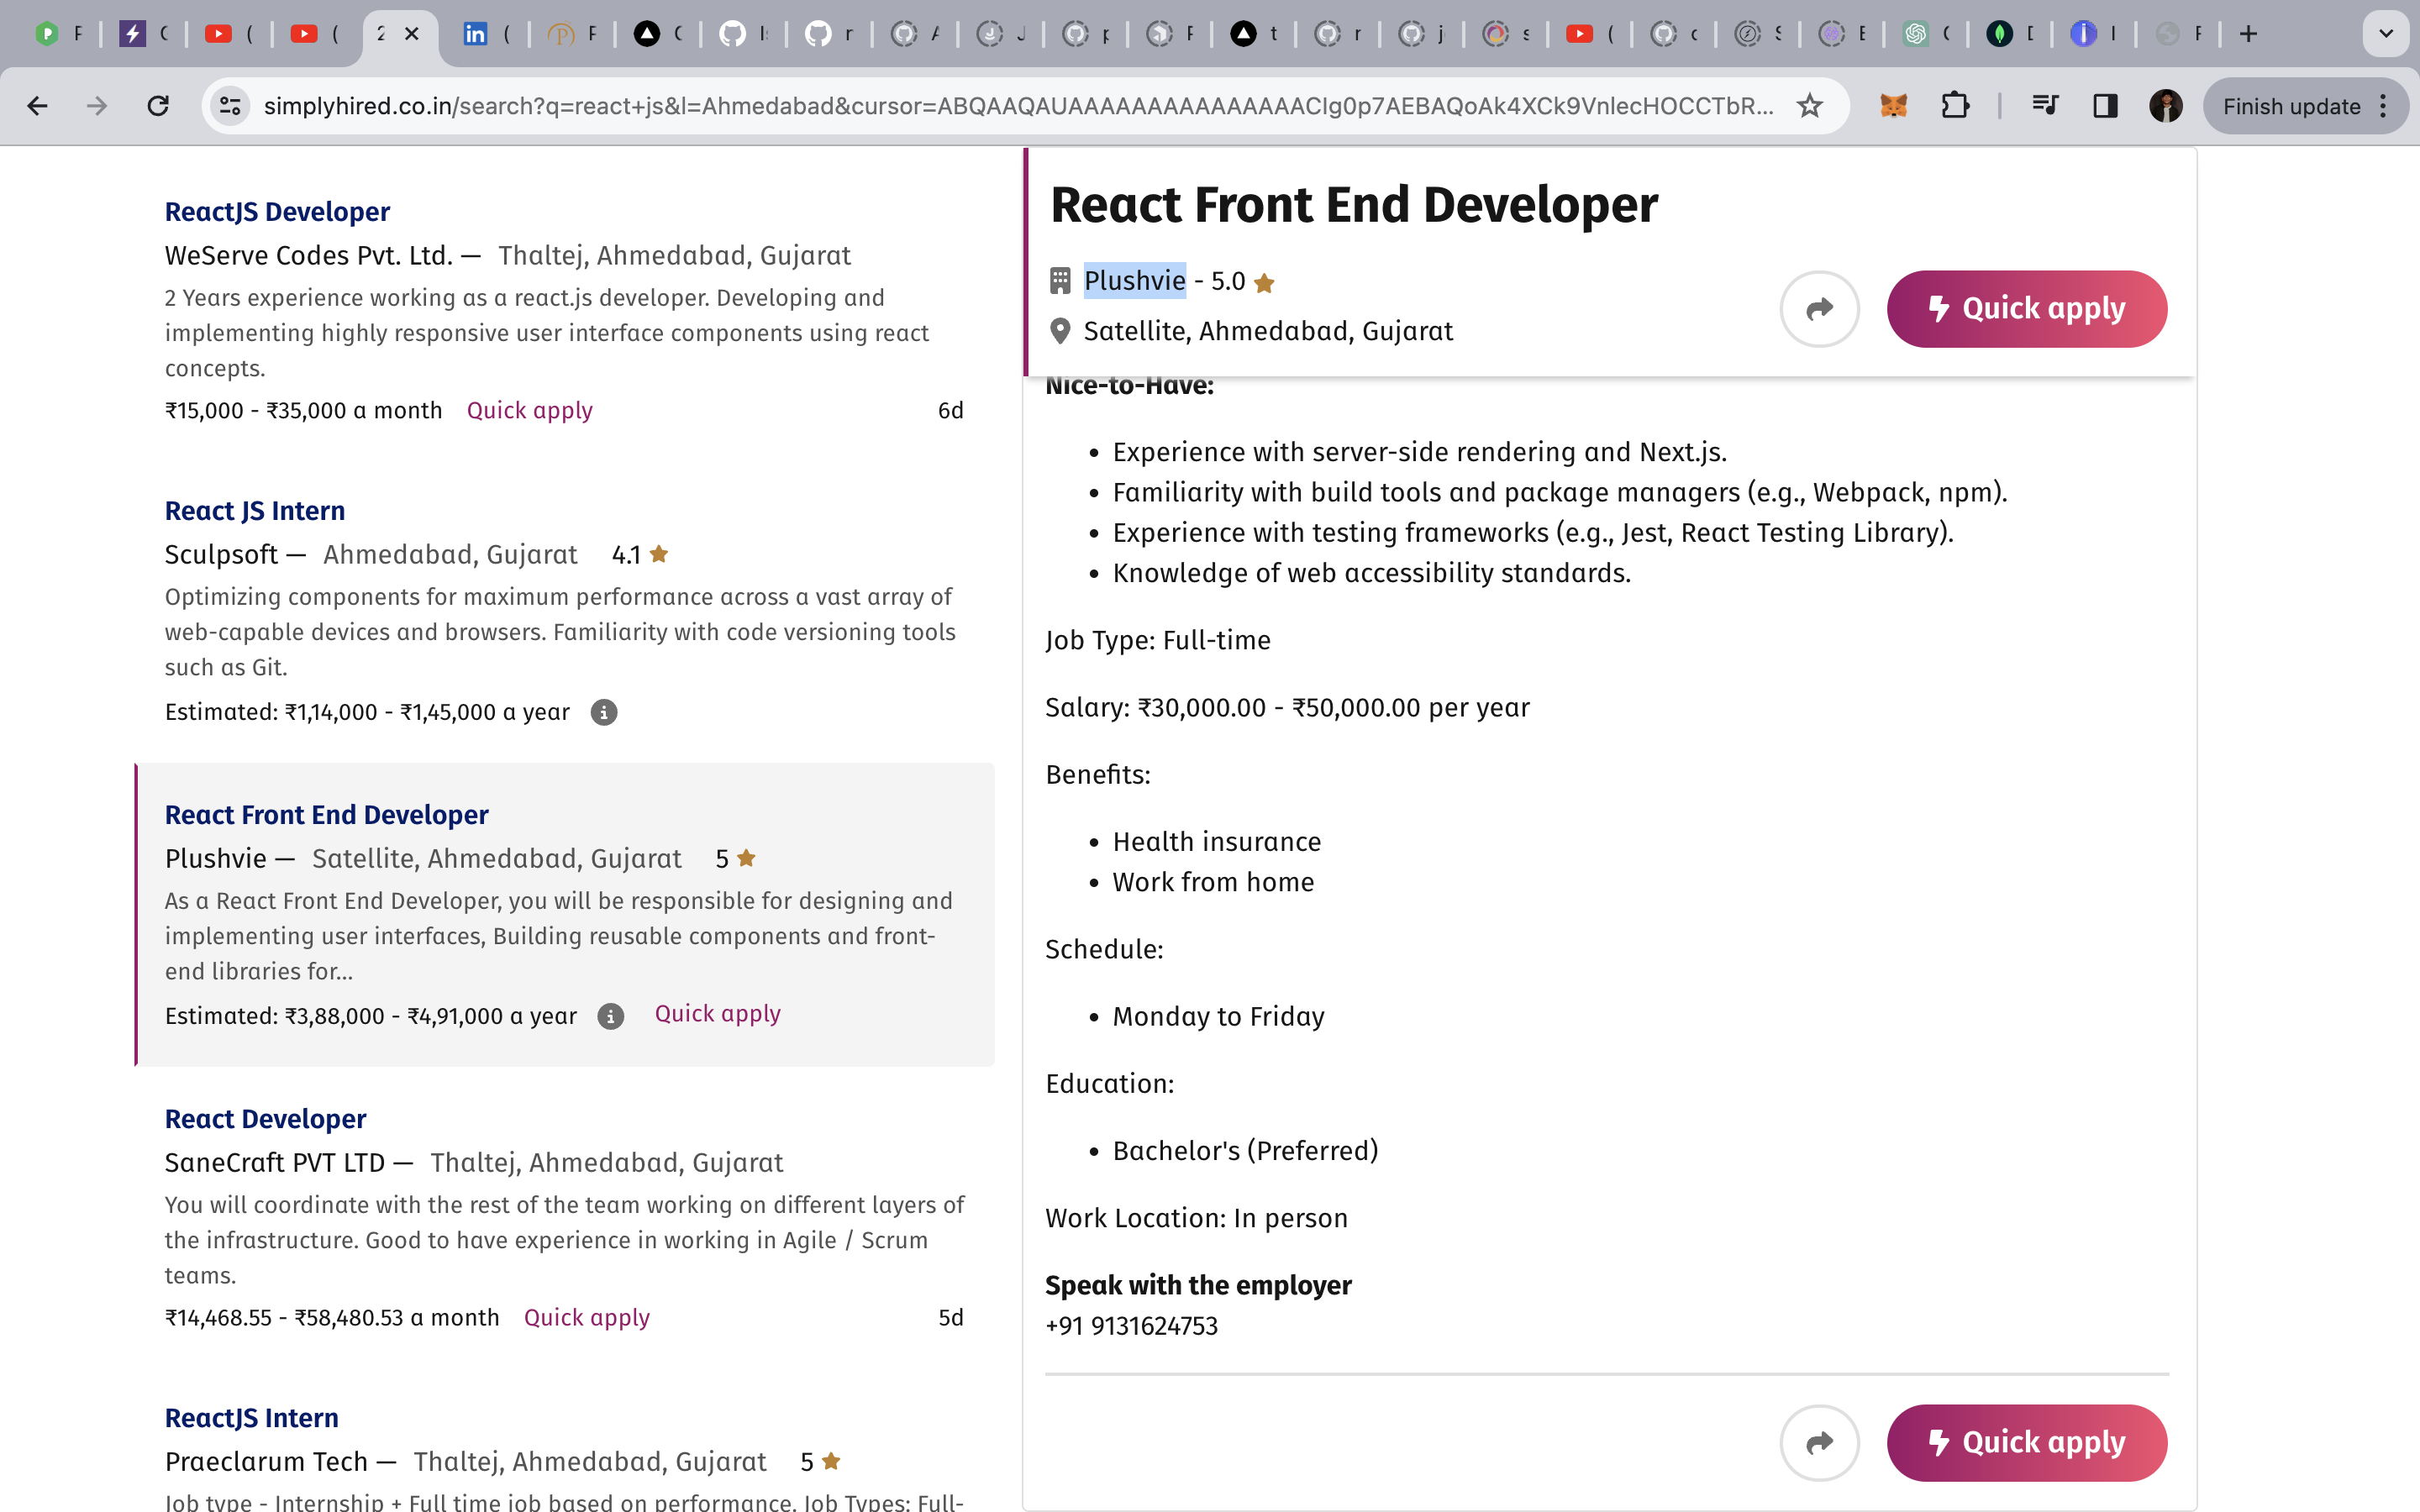 simplyhired.co.in/search?q=react+js&l=Ahmedabad&cursor=ABQAAQAUAAAAAAAAAAAAAAAACIg0p7AEBAQoAk4XCk9VnlecHOCCTbR...
Finish update
ReactJS Developer
WeServe Codes Pvt. Ltd. — Thaltej, Ahmedabad, Gujarat
2 Years experience working as a react.js developer. Developing and
implementing highly responsive user interface components using react
concepts.
₹15,000 - ₹35,000 a month Quick apply 6d
React JS Intern
Sculpsoft — Ahmedabad, Gujarat 4.1
Optimizing components for maximum performance across a vast array of
web-capable devices and browsers. Familiarity with code versioning tools
such as Git.
Estimated: ₹1,14,000 - ₹1,45,000 a year
React Front End Developer
Plushvie — Satellite, Ahmedabad, Gujarat 5
As a React Front End Developer, you will be responsible for designing and
implementing user interfaces, Building reusable components and front-
end libraries for...
Estimated: ₹3,88,000 - ₹4,91,000 a year Quick apply
React Developer
SaneCraft PVT LTD — Thaltej, Ahmedabad, Gujarat
You will coordinate with the rest of the team working on different layers of
the infrastructure. Good to have experience in working in Agile / Scrum
teams.
₹14,468.55 - ₹58,480.53 a month Quick apply 5d
ReactJS Intern
Praeclarum Tech — Thaltej, Ahmedabad, Gujarat 5
Job type - Internship + Full time job based on performance. Job Types: Full-
React Front End Developer
Plushvie - 5.0
Satellite, Ahmedabad, Gujarat
Quick apply
Nice-to-Have:
• Experience with server-side rendering and Next.js.
• Familiarity with build tools and package managers (e.g., Webpack, npm).
• Experience with testing frameworks (e.g., Jest, React Testing Library).
• Knowledge of web accessibility standards.
Job Type: Full-time
Salary: ₹30,000.00 - ₹50,000.00 per year
Benefits:
• Health insurance
• Work from home
Schedule:
• Monday to Friday
Education:
• Bachelor's (Preferred)
Work Location: In person
Speak with the employer
+91 9131624753
Quick apply